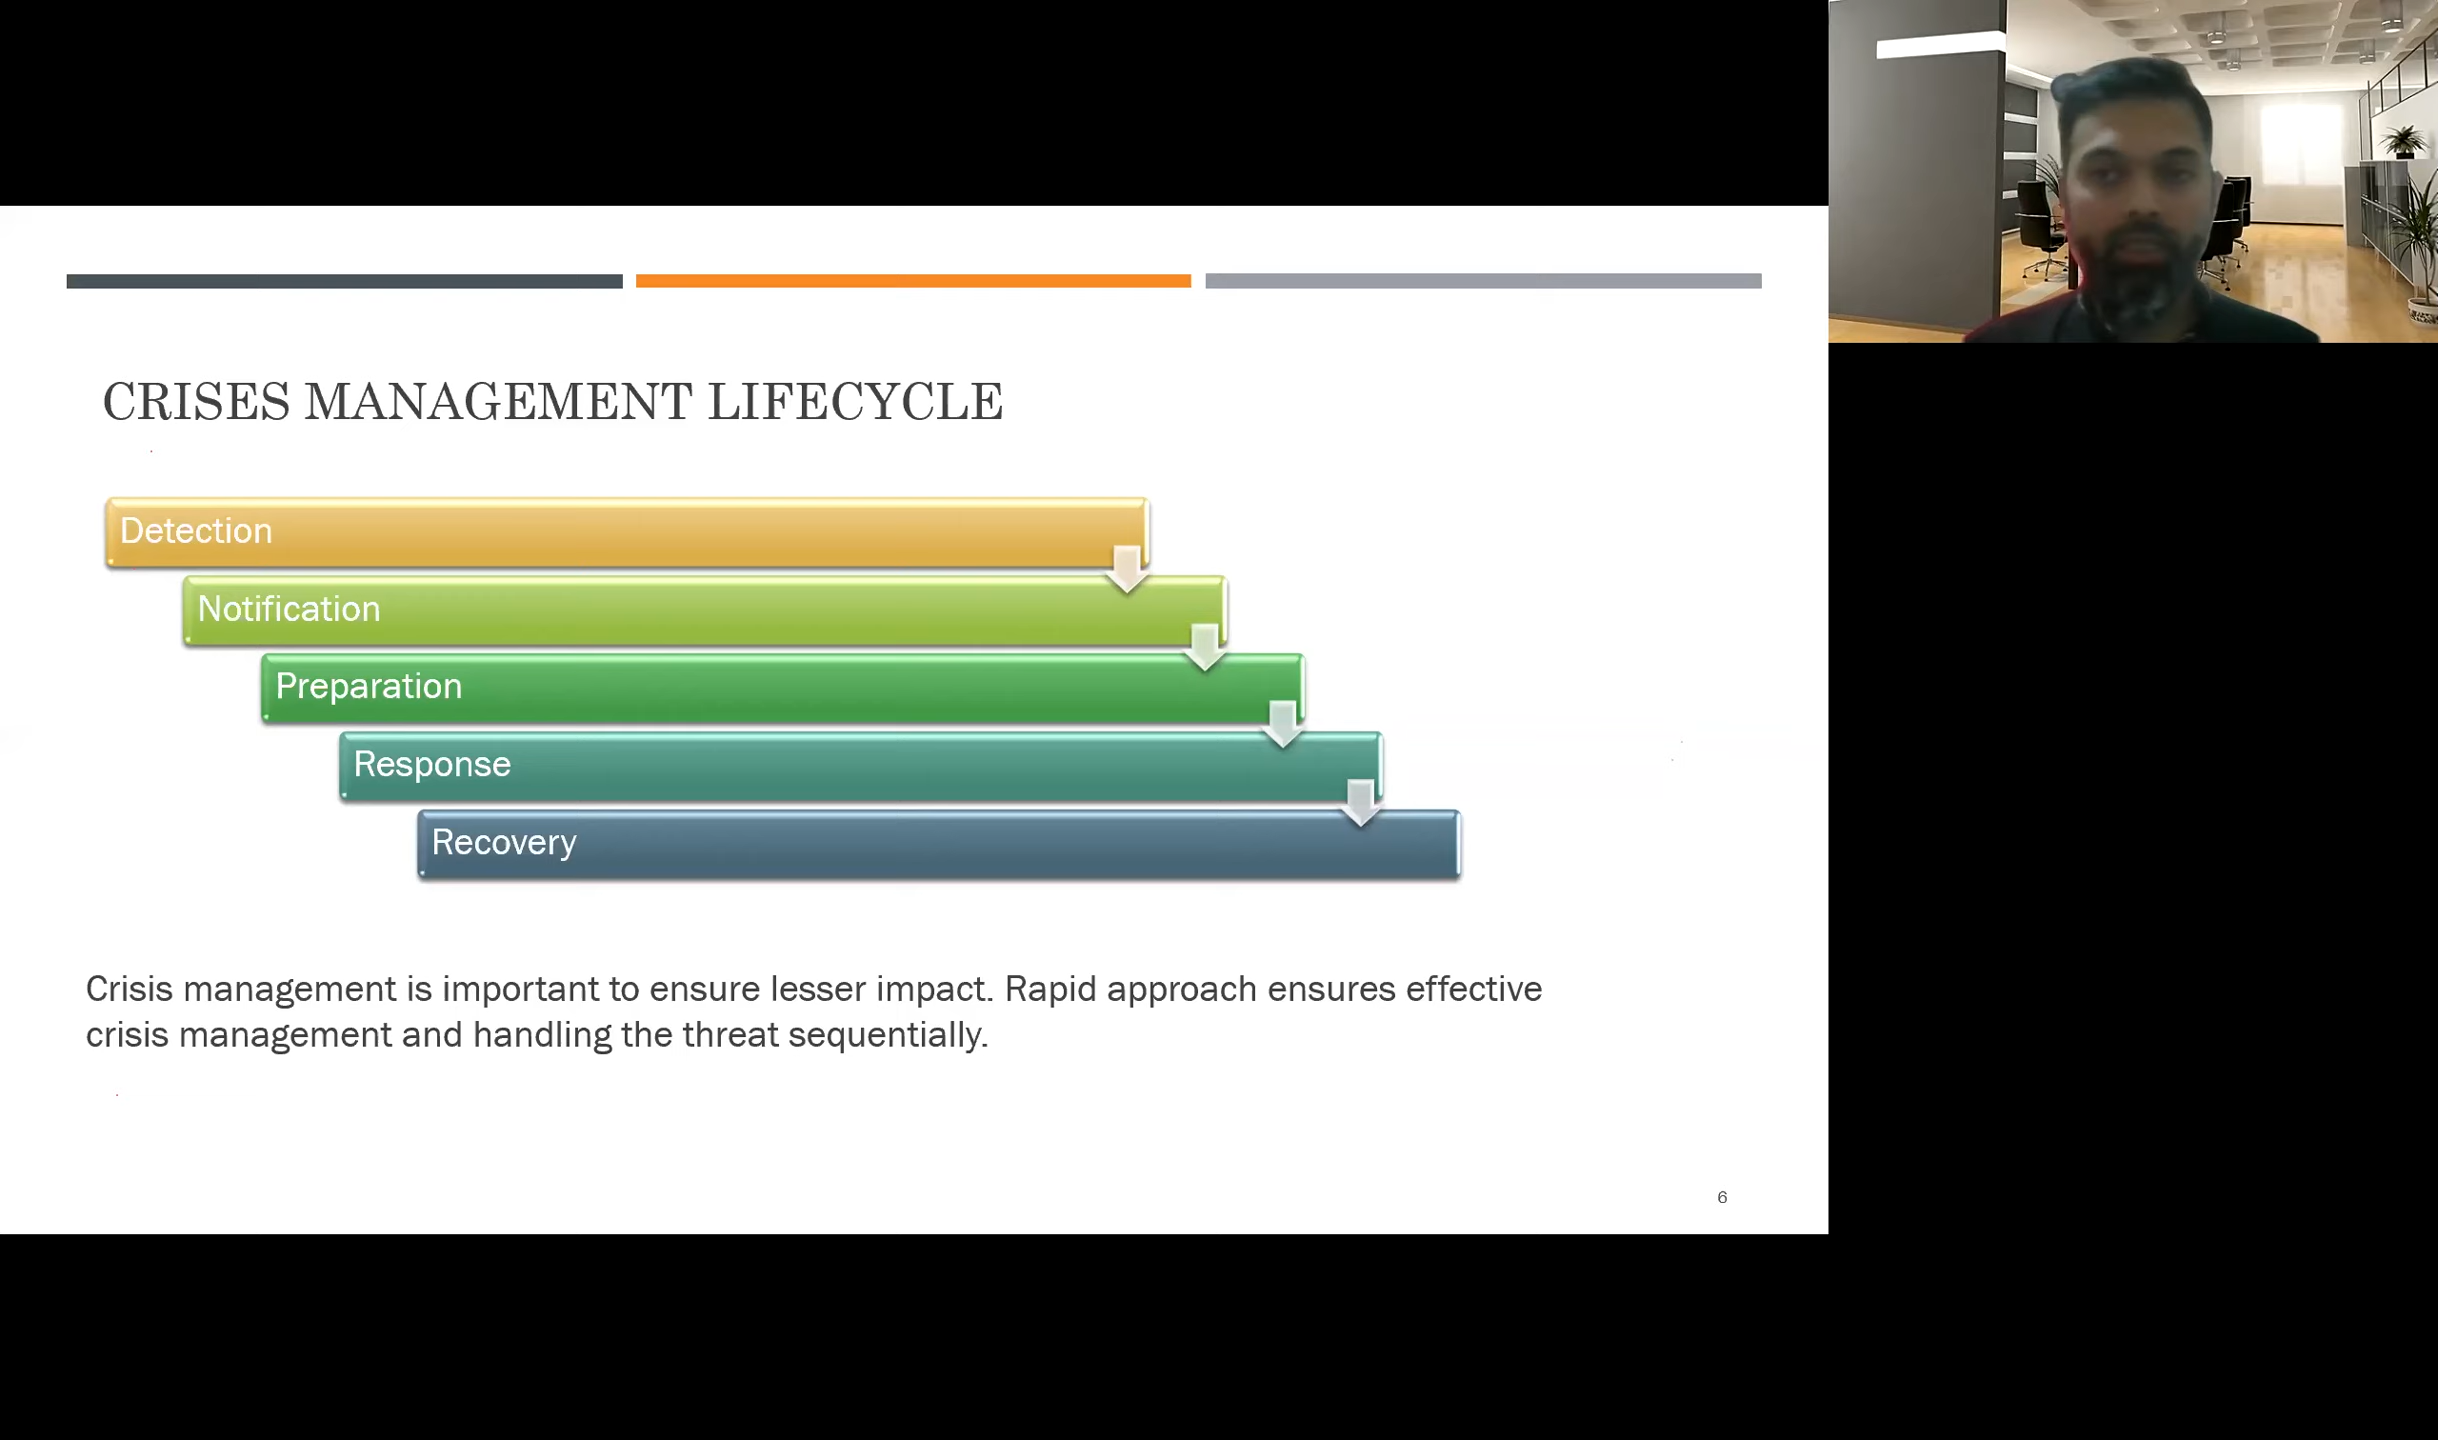 CRISES MANAGEMENT LIFECYCLE
Detection
Notification
Preparation
Response
Recovery
Crisis management is important to ensure lesser impact. Rapid approach ensures effective
crisis management and handling the threat sequentially.
6